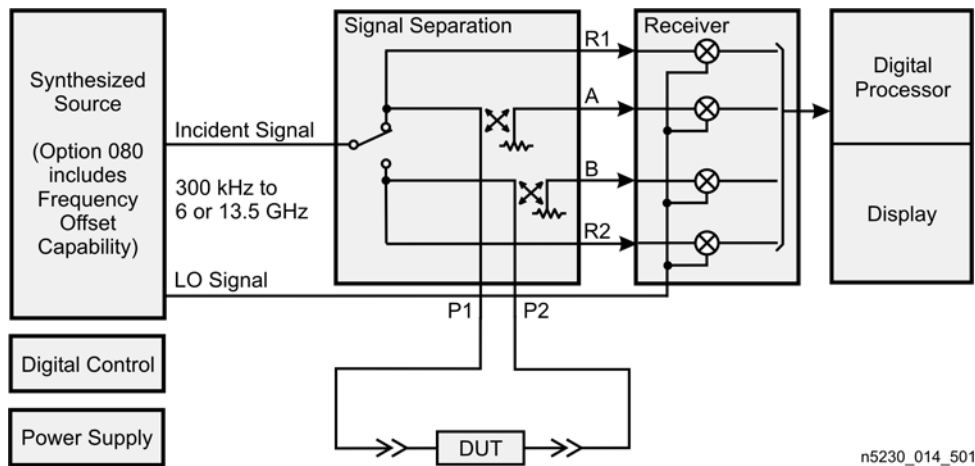 Synthesized
Source
(Option 080
includes
Frequency
Offset
Capability)
Incident Signal
300 kHz to
6 or 13.5 GHz
LO Signal
Signal Separation
R1
A
B
R2
P1
P2
Receiver
Digital
Processor
Display
Digital Control
Power Supply
DUT
n5230_014_501